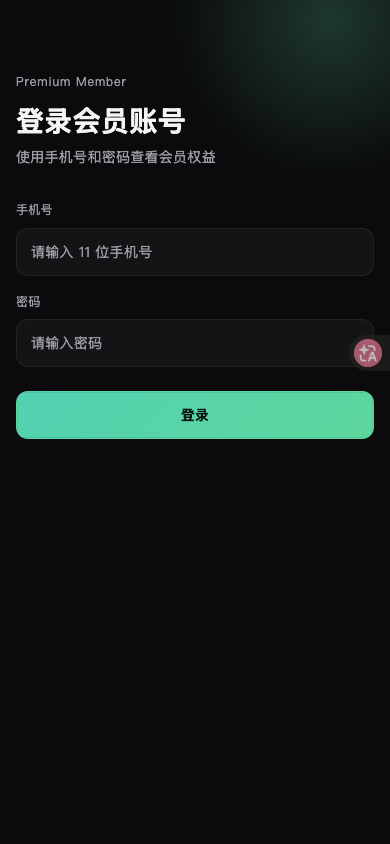 Premium Member
登录会员账号
使用手机号和密码查看会员权益
手机号
请输入 11 位手机号
密码
请输入密码
A
登录